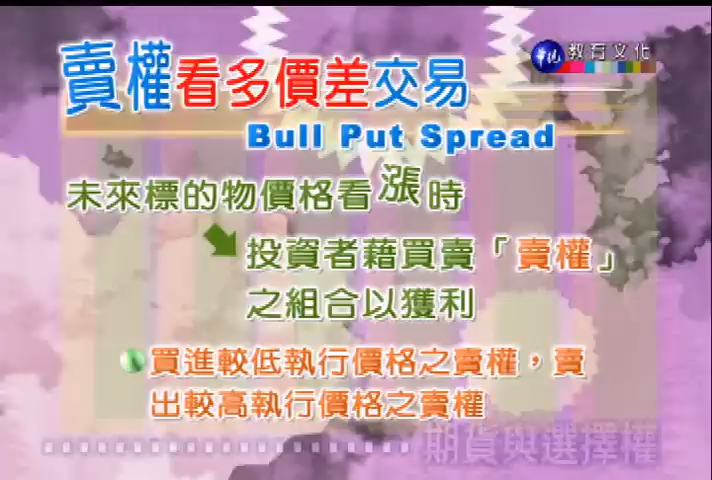 華視 教育文化
賣權看多價差交易
Bull Put Spread
未來標的物價格看漲時
投資者藉買賣「賣權」
之組合以獲利
買進較低執行價格之賣權，賣
出較高執行價格之賣權
期貨與選擇權